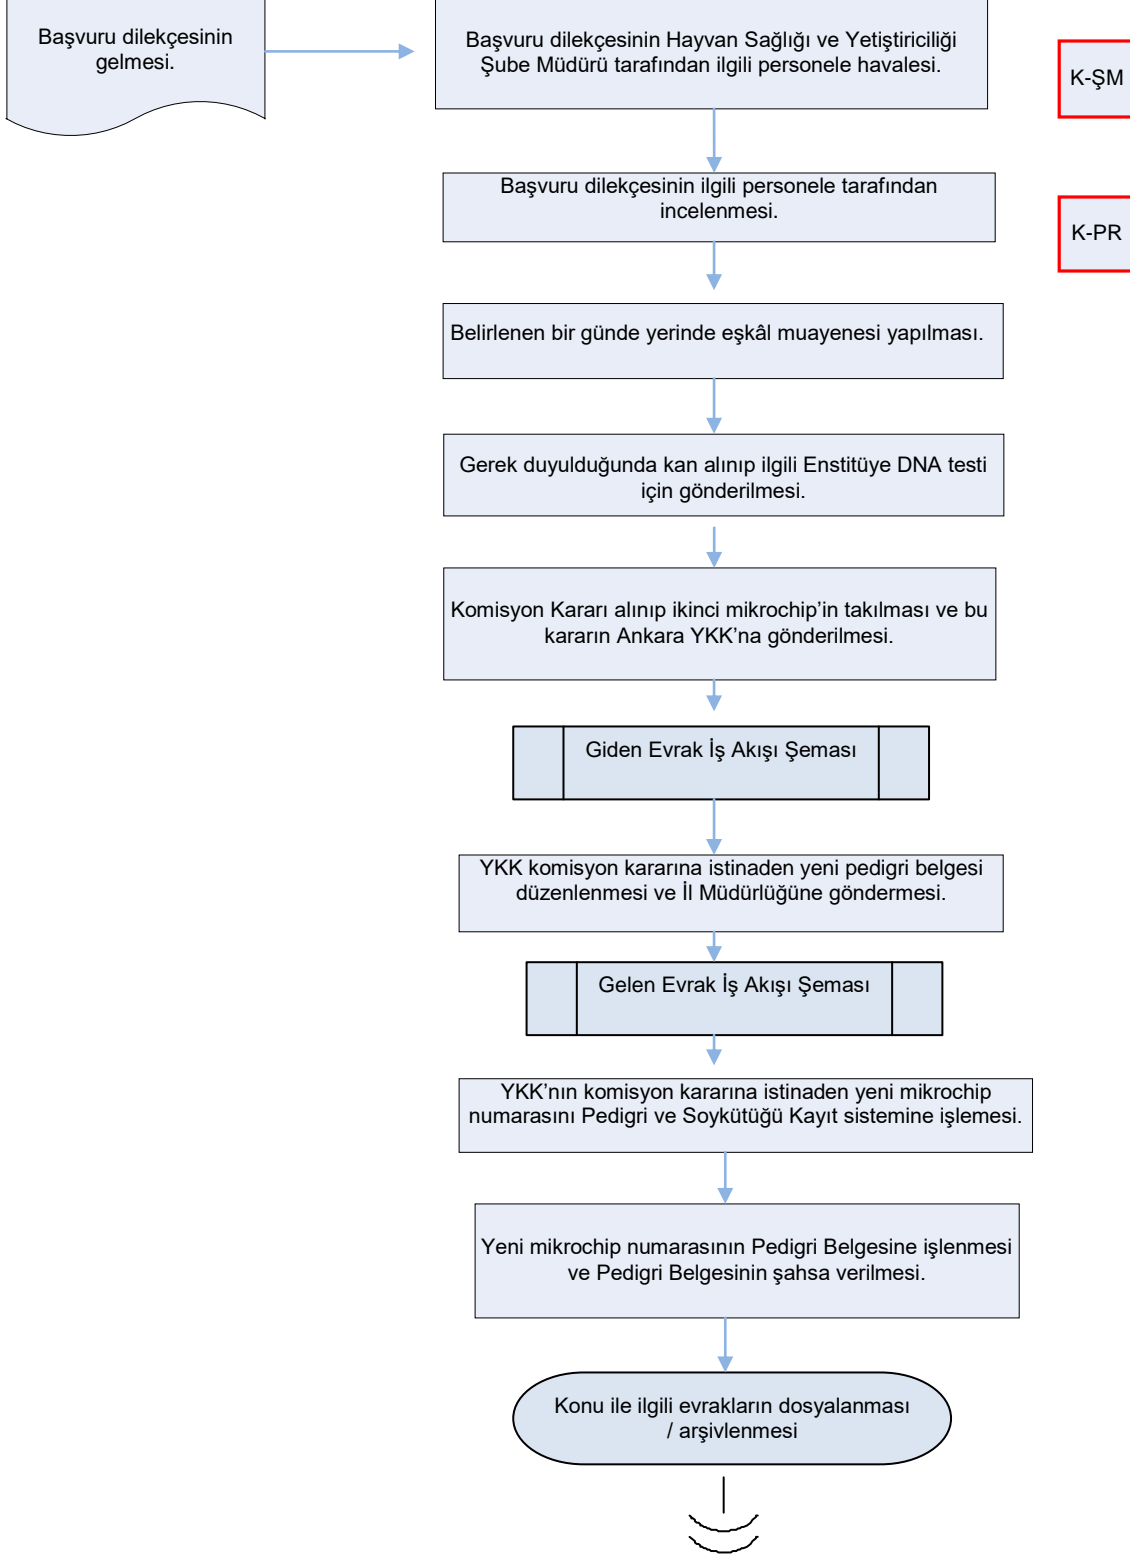 Başvuru dilekçesinin
gelmesi.
Başvuru dilekçesinin Hayvan Sağlığı ve Yetiştiriciliği
Şube Müdürü tarafından ilgili personele havalesi.
K-ŞM
Başvuru dilekçesinin ilgili personele tarafından
incelenmesi.
K-PR
Belirlenen bir günde yerinde eşkâl muayenesi yapılması.
Gerek duyulduğunda kan alınıp ilgili Enstitüye DNA testi
için gönderilmesi.
Komisyon Kararı alınıp ikinci mikrochip’in takılması ve bu
kararın Ankara YKK’na gönderilmesi.
Giden Evrak İş Akışı Şeması
YKK komisyon kararına istinaden yeni pedigri belgesi
düzenlenmesi ve İl Müdürlüğüne göndermesi.
Gelen Evrak İş Akışı Şeması
YKK’nın komisyon kararına istinaden yeni mikrochip
numarasını Pedigri ve Soykütüğü Kayıt sistemine işlemesi.
Yeni mikrochip numarasının Pedigri Belgesine işlenmesi
ve Pedigri Belgesinin şahsa verilmesi.
Konu ile ilgili evrakların dosyalanması
/ arşivlenmesi